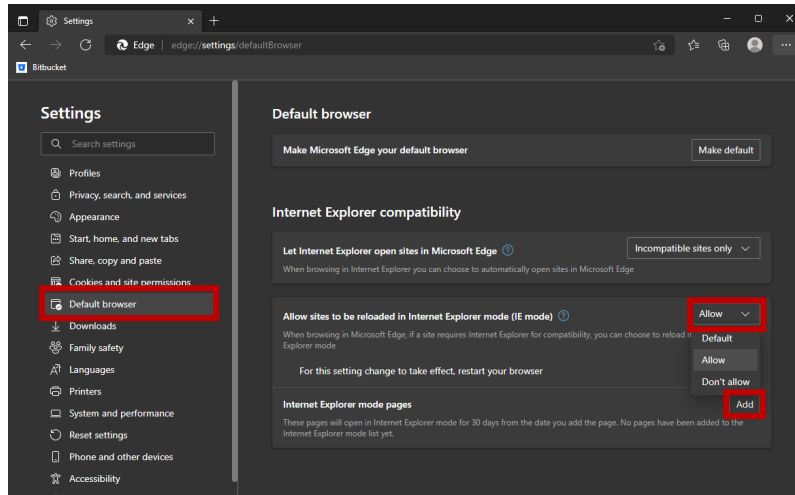 Settings
Edge | edge://settings/defaultBrowser
Bitbucket
Settings
Search settings
Profiles
Privacy, search, and services
Appearance
Start, home, and new tabs
Share, copy and paste
Cookies and site permissions
Default browser
Downloads
Family safety
Languages
Printers
System and performance
Reset settings
Phone and other devices
Accessibility
Default browser
Make Microsoft Edge your default browser
Make default
Internet Explorer compatibility
Let Internet Explorer open sites in Microsoft Edge
Incompatible sites only
When browsing in Internet Explorer you can choose to automatically open sites in Microsoft Edge
Allow sites to be reloaded in Internet Explorer mode (IE mode)
Allow
When browsing in Microsoft Edge, if a site requires Internet Explorer for compatibility, you can choose to reload
Explorer mode
Default
Allow
Don't allow
For this setting change to take effect, restart your browser
Internet Explorer mode pages
Add
These pages will open in Internet Explorer mode for 30 days from the date you add the page. No pages have been added to the
Internet Explorer mode list yet.